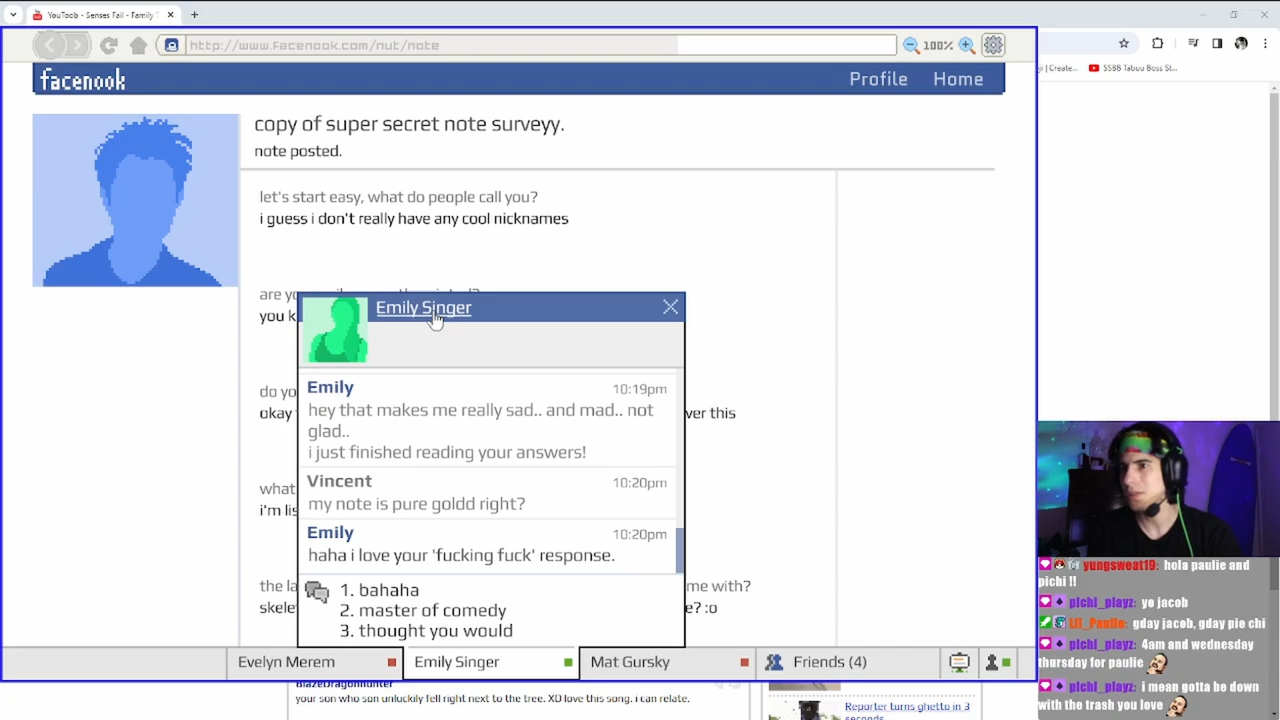 YouToob - Senses Fail - Family
http://www.facenook.com/nut/note
100%
ji | Create...
SSBB Tabuu Boss St...
facenook
Profile
Home
copy of super secret note surveyy.
note posted.
let's start easy, what do people call you?
i guess i don't really have any cool nicknames
are yo
you k
do yo
okay
ver this
what
i'm lis
the la
me with?
skele
e? :o
Emily Singer
Emily
10:19pm
hey that makes me really sad.. and mad.. not
glad..
i just finished reading your answers!
Vincent
10:20pm
my note is pure goldd right?
Emily
10:20pm
haha i love your 'fucking fuck' response.
1. bahaha
2. master of comedy
3. thought you would
Evelyn Merem
Emily Singer
Mat Gursky
Friends (4)
BlazeDragonhunter
your son who sun unluckily fell right next to the tree. XD love this song. i can relate.
Reporter turns ghetto in 3
seconds
yungsweat19: hola paulie and
pichi !!
pichi_playz: yo jacob
Lil_Paulie: gday jacob, gday pie chi
pichi_playz: 4am and wednesday
thursday for paulie
pichi_playz: i mean gotta be down
with the trash you love